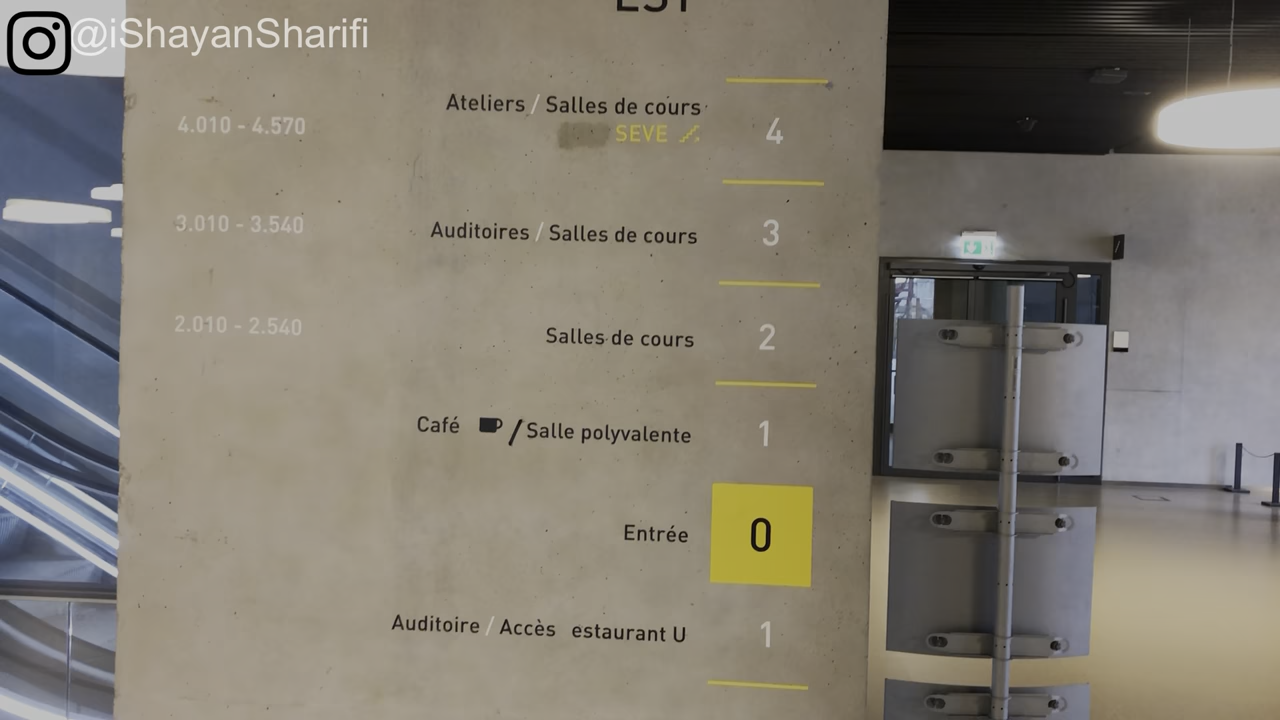 @iShayanSharifi
EST
Ateliers / Salles de cours
4.010 - 4.570
SEVE
4
3.010 - 3.540
Auditoires / Salles de cours
3
2.010 - 2.540
Salles de cours
2
Café / Salle polyvalente
1
Entrée
0
Auditoire / Accès estaurant U
1